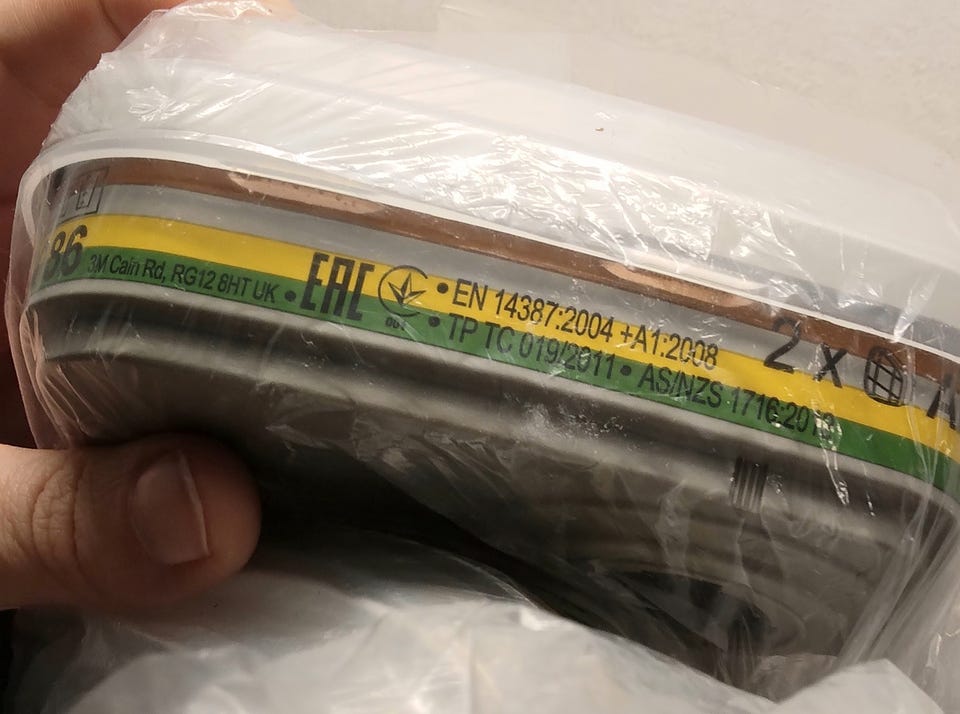 86
3M Cain Rd, RG12 8HT UK • EAC
• EN 14387:2004 +A1:2008
• TP TC 019/2011 • AS/NZS 1716:2012
2 x
A